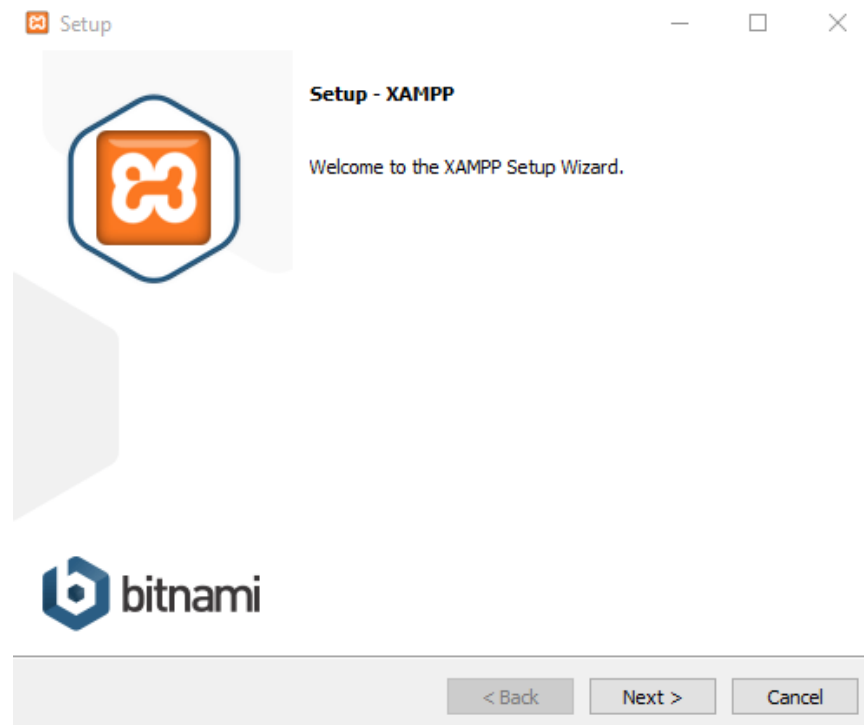 Setup
Setup - XAMPP
Welcome to the XAMPP Setup Wizard.
bitnami
< Back Next > Cancel